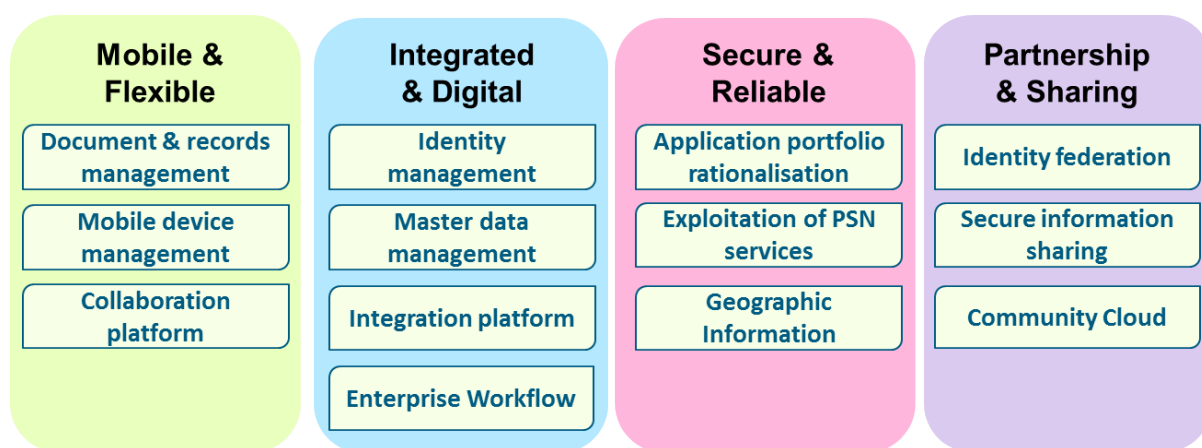 Mobile &
Flexible
Document & records
management
Mobile device
management
Collaboration
platform
Integrated
& Digital
Identity
management
Master data
management
Integration platform
Enterprise Workflow
Secure &
Reliable
Application portfolio
rationalisation
Exploitation of PSN
services
Geographic
Information
Partnership
& Sharing
Identity federation
Secure information
sharing
Community Cloud